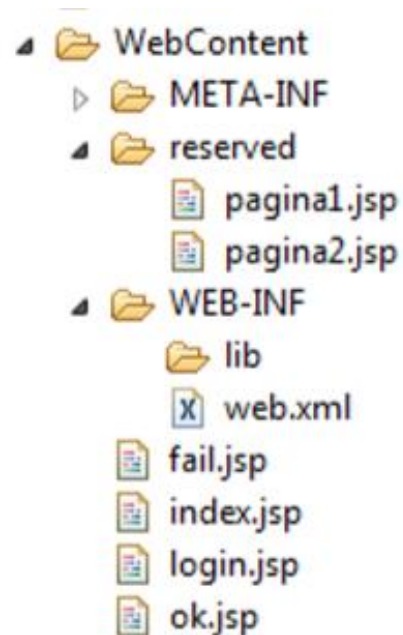 WebContent
META-INF
reserved
pagina1.jsp
pagina2.jsp
WEB-INF
lib
web.xml
fail.jsp
index.jsp
login.jsp
ok.jsp